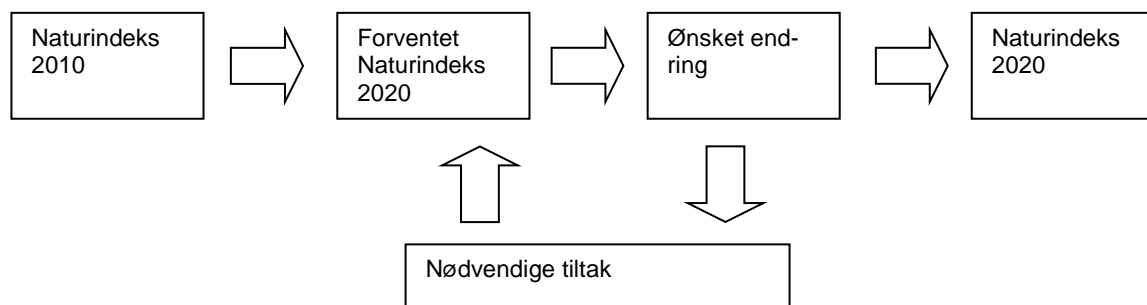 Naturindeks
2010
Forventet
Naturindeks
2020
Ønsket end-
ring
Naturindeks
2020
Nødvendige tiltak